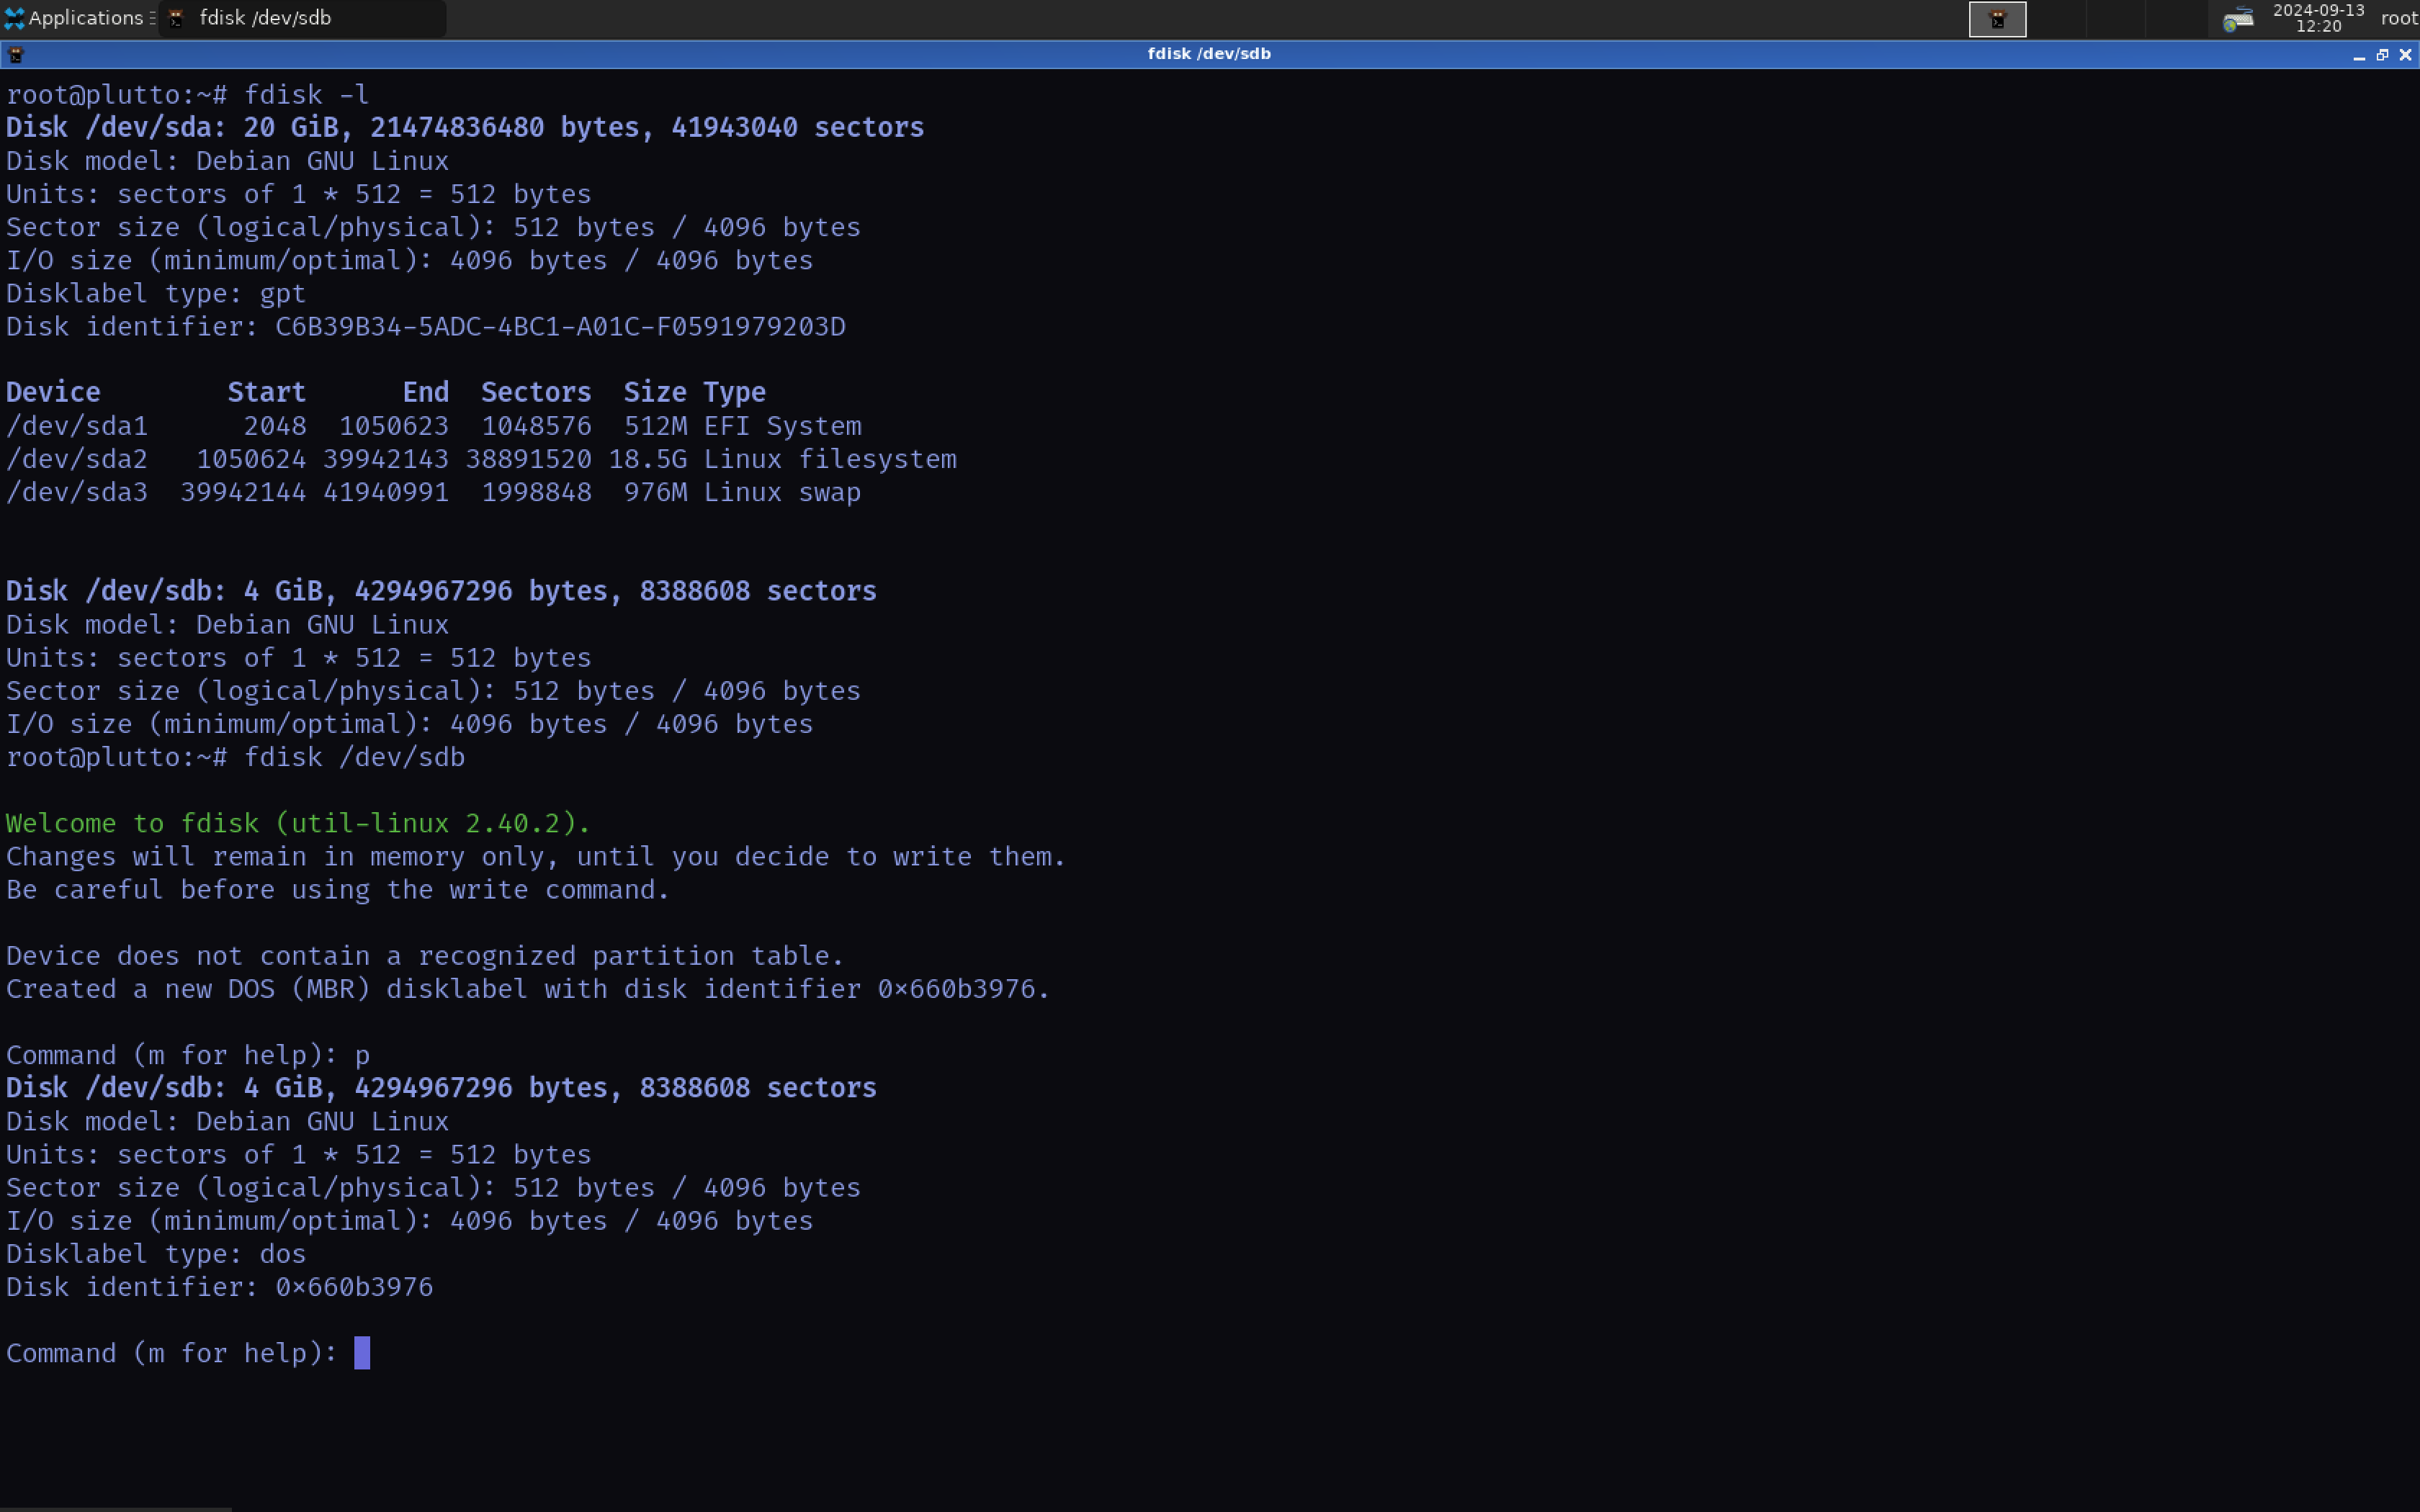 Applications
fdisk /dev/sdb
2024-09-13
12:20
root
fdisk /dev/sdb
root@plutto:~# fdisk -l
Disk /dev/sda: 20 GiB, 21474836480 bytes, 41943040 sectors
Disk model: Debian GNU Linux
Units: sectors of 1 * 512 = 512 bytes
Sector size (logical/physical): 512 bytes / 4096 bytes
I/O size (minimum/optimal): 4096 bytes / 4096 bytes
Disklabel type: gpt
Disk identifier: C6B39B34-5ADC-4BC1-A01C-F0591979203D
Device        Start      End  Sectors  Size Type
/dev/sda1      2048  1050623  1048576  512M EFI System
/dev/sda2   1050624 39942143 38891520 18.5G Linux filesystem
/dev/sda3  39942144 41940991  1998848  976M Linux swap
Disk /dev/sdb: 4 GiB, 4294967296 bytes, 8388608 sectors
Disk model: Debian GNU Linux
Units: sectors of 1 * 512 = 512 bytes
Sector size (logical/physical): 512 bytes / 4096 bytes
I/O size (minimum/optimal): 4096 bytes / 4096 bytes
root@plutto:~# fdisk /dev/sdb
Welcome to fdisk (util-linux 2.40.2).
Changes will remain in memory only, until you decide to write them.
Be careful before using the write command.
Device does not contain a recognized partition table.
Created a new DOS (MBR) disklabel with disk identifier 0×660b3976.
Command (m for help): p
Disk /dev/sdb: 4 GiB, 4294967296 bytes, 8388608 sectors
Disk model: Debian GNU Linux
Units: sectors of 1 * 512 = 512 bytes
Sector size (logical/physical): 512 bytes / 4096 bytes
I/O size (minimum/optimal): 4096 bytes / 4096 bytes
Disklabel type: dos
Disk identifier: 0×660b3976
Command (m for help):